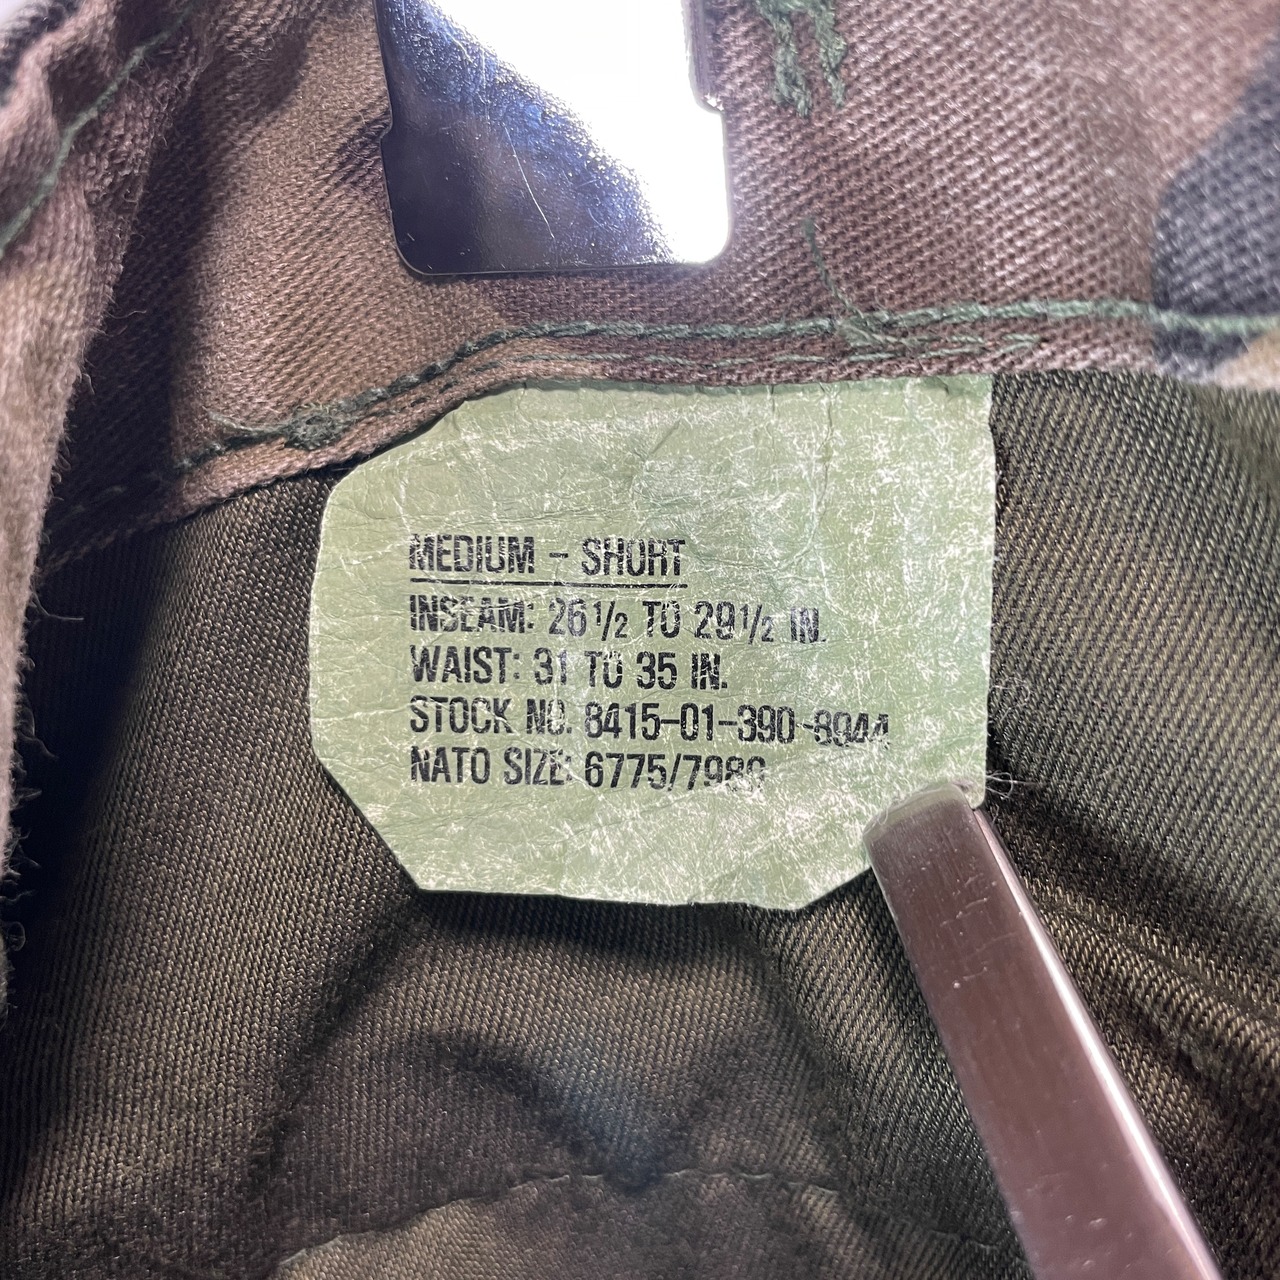 MEDIUM - SHORT
INSEAM: 26 1/2 TO 29 1/2 IN.
WAIST: 31 TO 35 IN.
STOCK NO. 8415-01-390-8944
NATO SIZE: 6775/7989